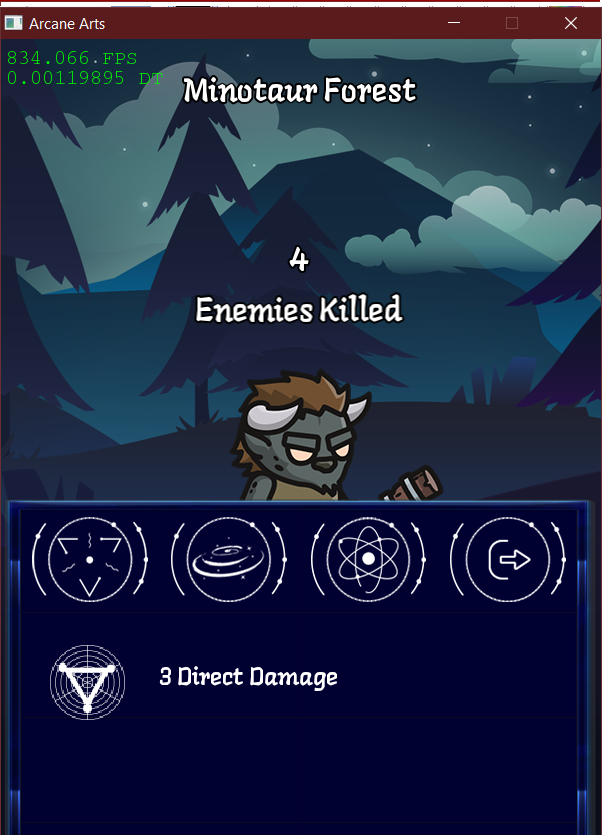 Arcane Arts
834.066.FPS
0.00119895 DT
Minotaur Forest
4
Enemies Killed
3 Direct Damage